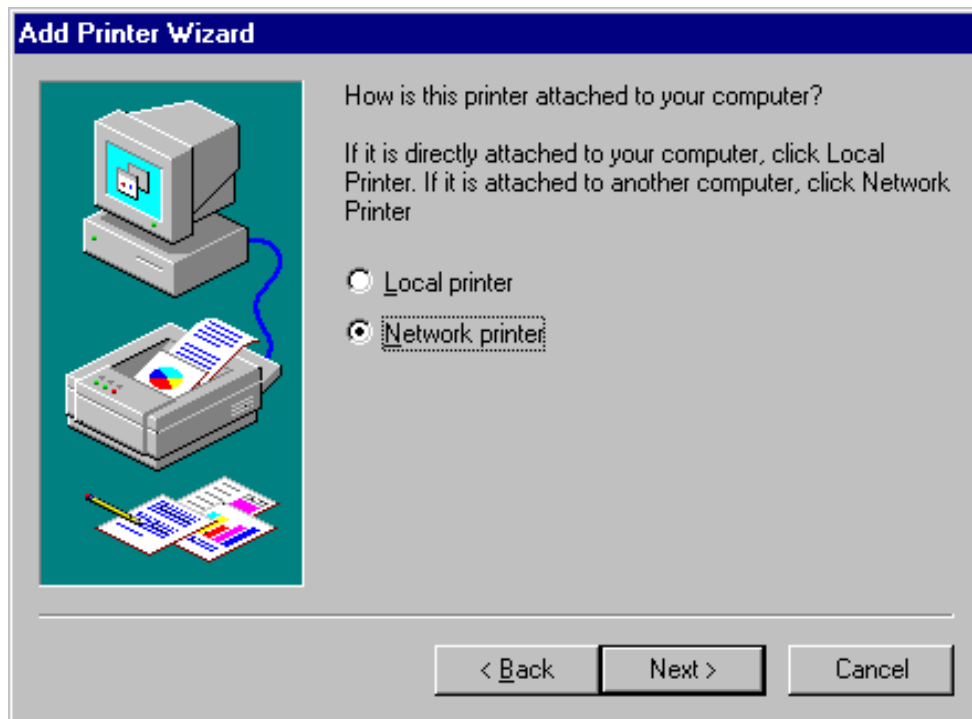 Add Printer Wizard
How is this printer attached to your computer?
If it is directly attached to your computer, click Local
Printer. If it is attached to another computer, click Network
Printer
Local printer
Network printer
< Back
Next >
Cancel